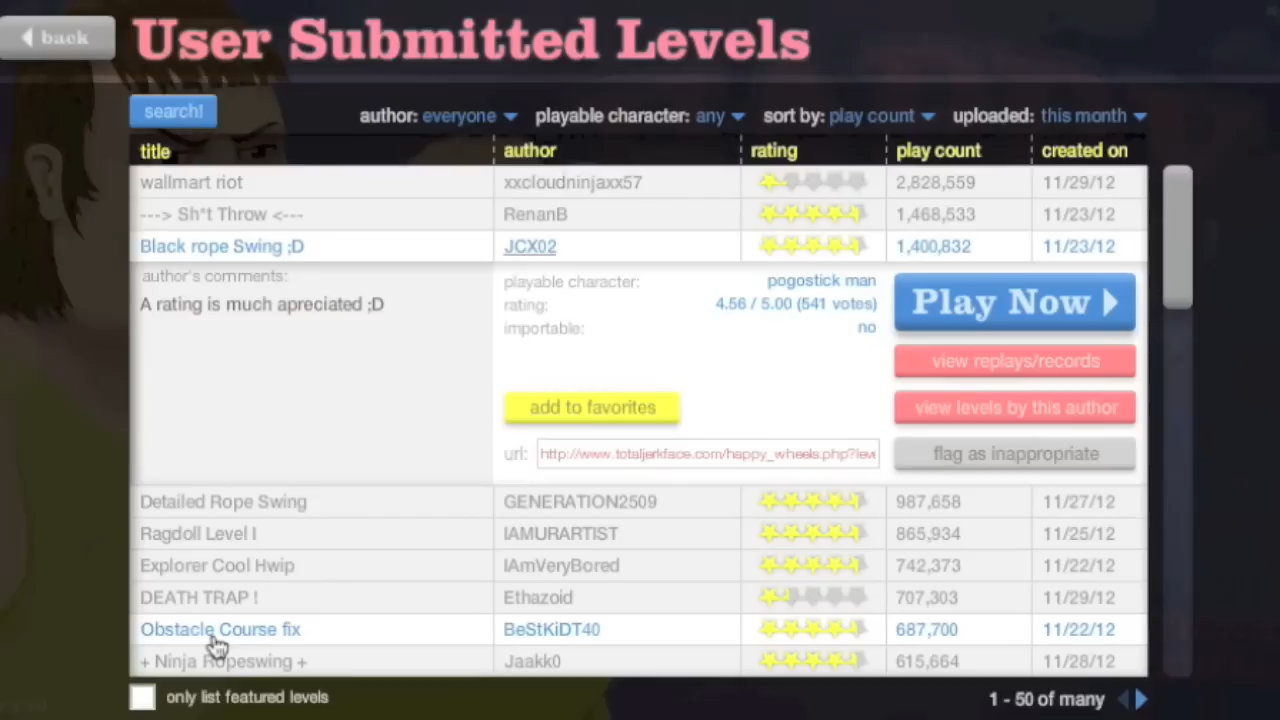 back
User Submitted Levels
search!
author: everyone playable character: any sort by: play count uploaded: this month
title author rating play count created on
wallmart riot xxcloudninjaxx57 2,828,559 11/29/12
---> Sh*t Throw <--- RenanB 1,468,533 11/23/12
Black rope Swing ;D JCX02 1,400,832 11/23/12
author's comments:
A rating is much apreciated ;D
playable character: pogostick man
rating: 4.56 / 5.00 (541 votes)
importable: no
Play Now
view replays/records
add to favorites
view levels by this author
url: http://www.totaljerkface.com/happy_wheels.php?leve
flag as inappropriate
Detailed Rope Swing GENERATION2509 987,658 11/27/12
Ragdoll Level I IAMURARTIST 865,934 11/25/12
Explorer Cool Hwip IAmVeryBored 742,373 11/22/12
DEATH TRAP ! Ethazoid 707,303 11/29/12
Obstacle Course fix BeStKiDT40 687,700 11/22/12
+ Ninja Ropeswing + Jaakk0 615,664 11/28/12
only list featured levels
1 - 50 of many